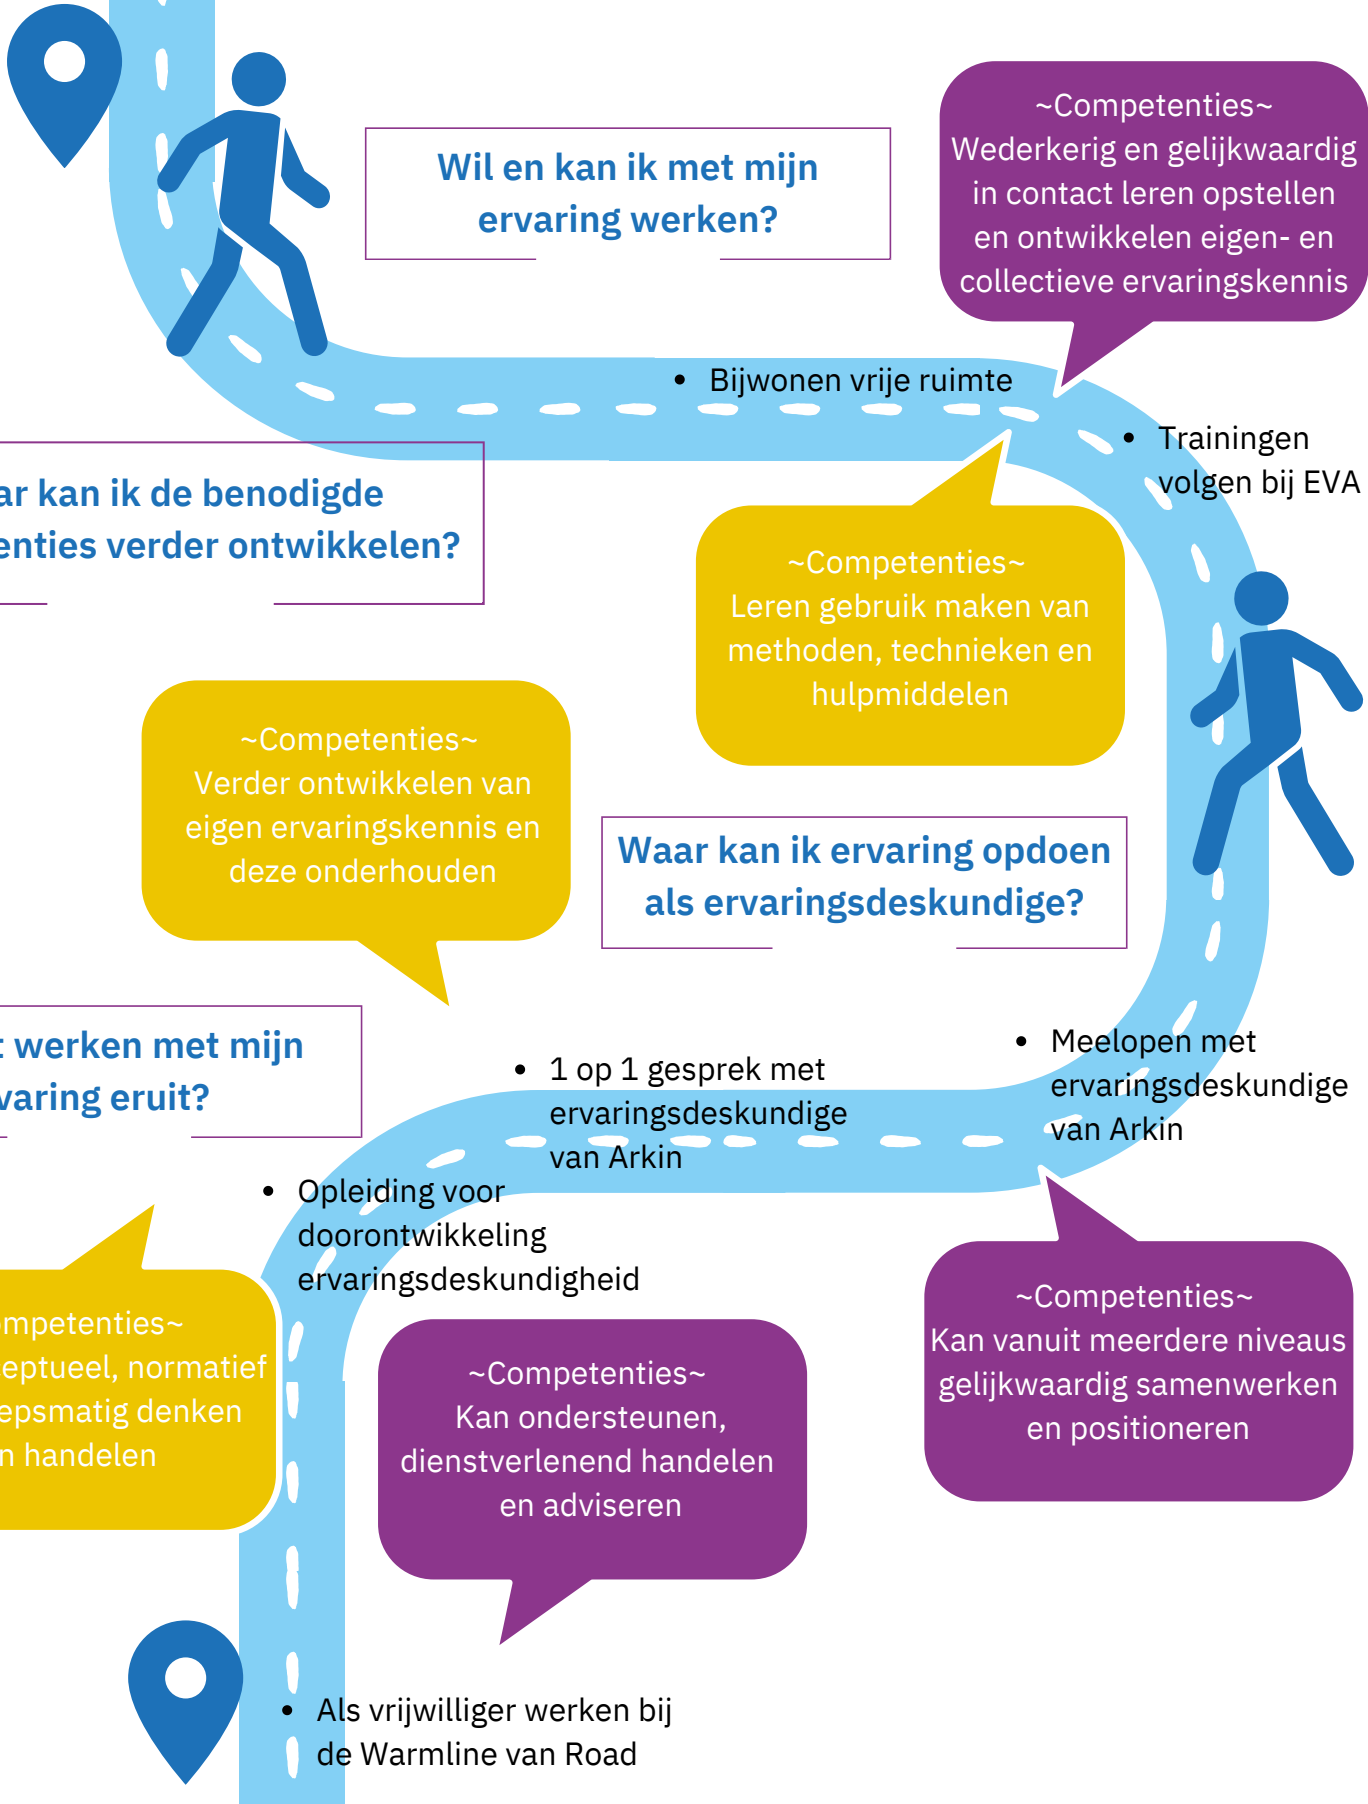 ~Competenties~
Wederkerig en gelijkwaardig
in contact leren opstellen
en ontwikkelen eigen- en
collectieve ervaringskennis
Wil en kan ik met mijn
ervaring werken?
• Bijwonen vrije ruimte
• Trainingen
volgen bij EVA
ar kan ik de benodigde
enties verder ontwikkelen?
~Competenties~
Leren gebruik maken van
methoden, technieken en
hulpmiddelen
~Competenties~
Verder ontwikkelen van
eigen ervaringskennis en
deze onderhouden
Waar kan ik ervaring opdoen
als ervaringsdeskundige?
t werken met mijn
varing eruit?
• 1 op 1 gesprek met
ervaringsdeskundige
van Arkin
• Meelopen met
ervaringsdeskundige
van Arkin
• Opleiding voor
doorontwikkeling
ervaringsdeskundigheid
mpetenties~
eptueel, normatief
epsmatig denken
n handelen
~Competenties~
Kan ondersteunen,
dienstverlenend handelen
en adviseren
~Competenties~
Kan vanuit meerdere niveaus
gelijkwaardig samenwerken
en positioneren
• Als vrijwilliger werken bij
de Warmline van Road